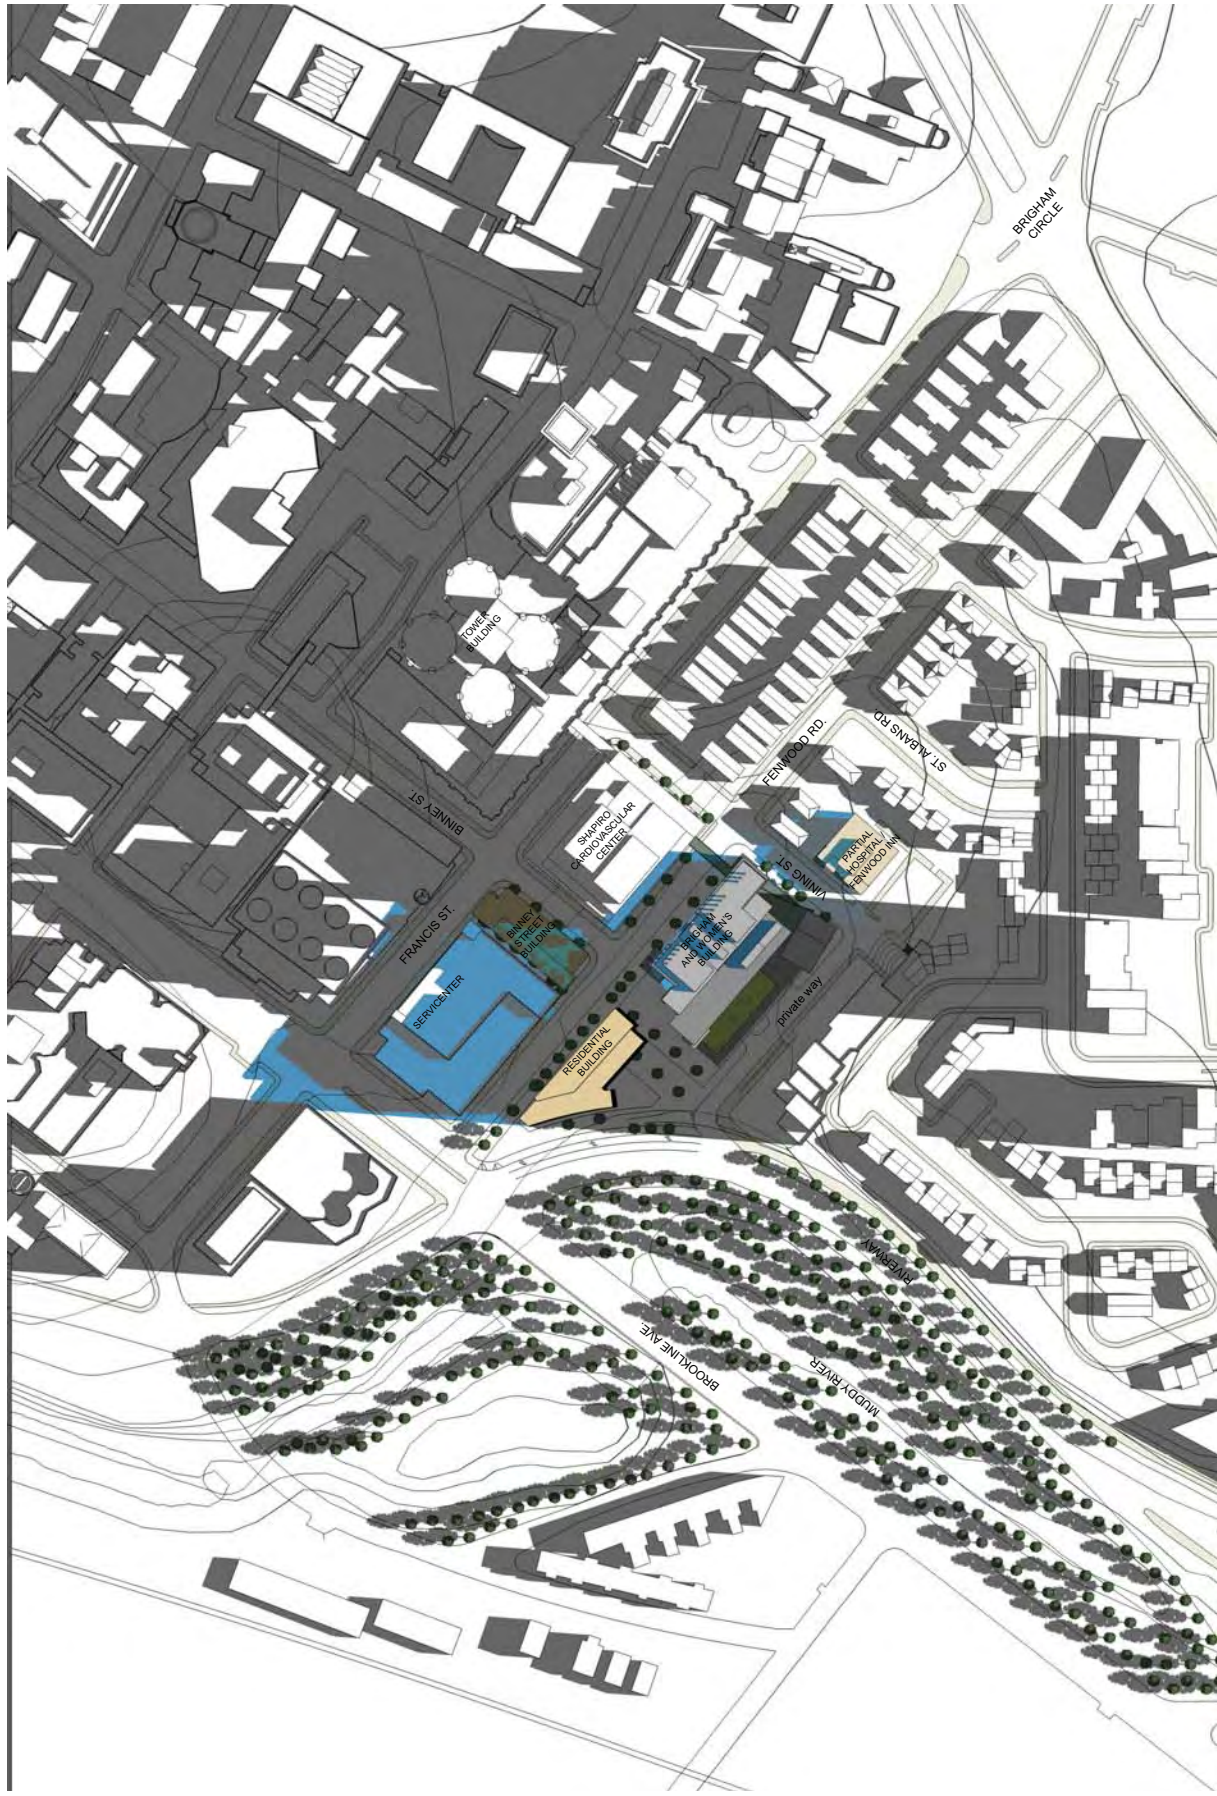 BRIGHAM
CIRCLE
TOWER
BUILDING
FENWOOD RD.
ST. ALBANS RD
BINNEY ST.
SHAPIRO
CARDIOVASCULAR
CENTER
PARTIAL
HOSPITAL/
FENWOOD INN
VINING ST.
FRANCIS ST.
BINNEY
STREET
BUILDING
BRIGHAM
AND WOMEN'S
BUILDING
SERVICENTER
private way
RESIDENTIAL
BUILDING
RIVERWAY
BROOKLINE AVE.
MUDDY RIVER